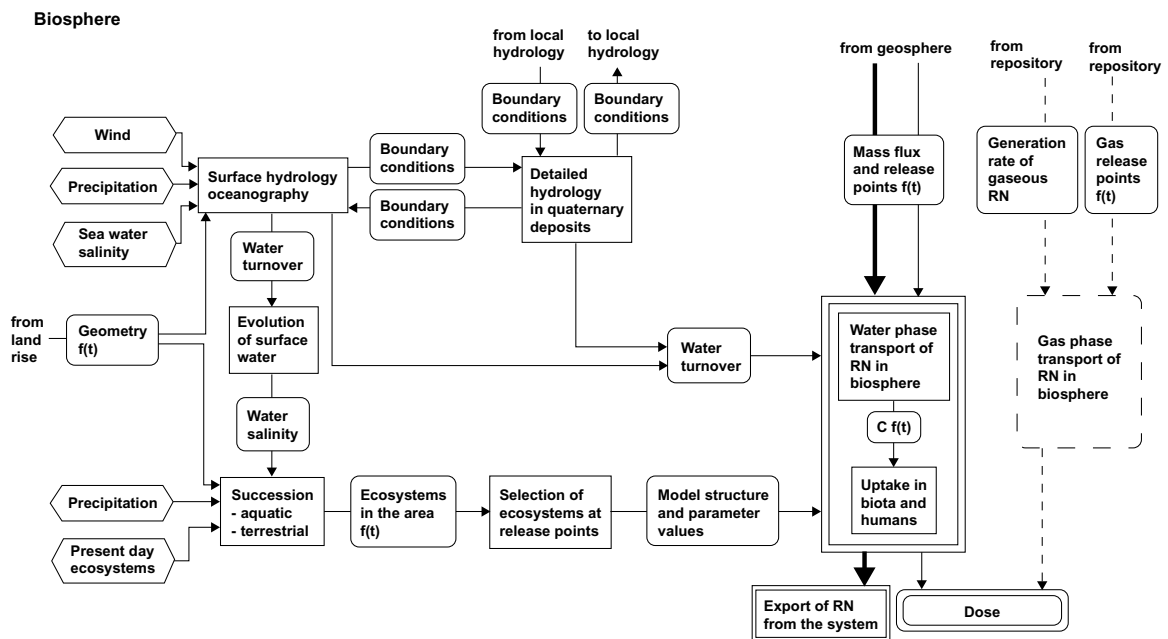 Biosphere
from local
hydrology
to local
hydrology
from geosphere
from
repository
from
repository
Boundary
conditions
Boundary
conditions
Wind
Precipitation
Sea water
salinity
Surface hydrology
oceanography
Boundary
conditions
Boundary
conditions
Detailed
hydrology
in quaternary
deposits
Mass flux
and release
points f(t)
Generation
rate of
gaseous
RN
Gas
release
points
f(t)
Water
turnover
from
land
rise
Geometry
f(t)
Evolution
of surface
water
Water
turnover
Water phase
transport of
RN in
biosphere
Gas phase
transport of
RN in
biosphere
Water
salinity
C f(t)
Precipitation
Present day
ecosystems
Succession
- aquatic
- terrestrial
Ecosystems
in the area
f(t)
Selection of
ecosystems at
release points
Model structure
and parameter
values
Uptake in
biota and
humans
Export of RN
from the system
Dose